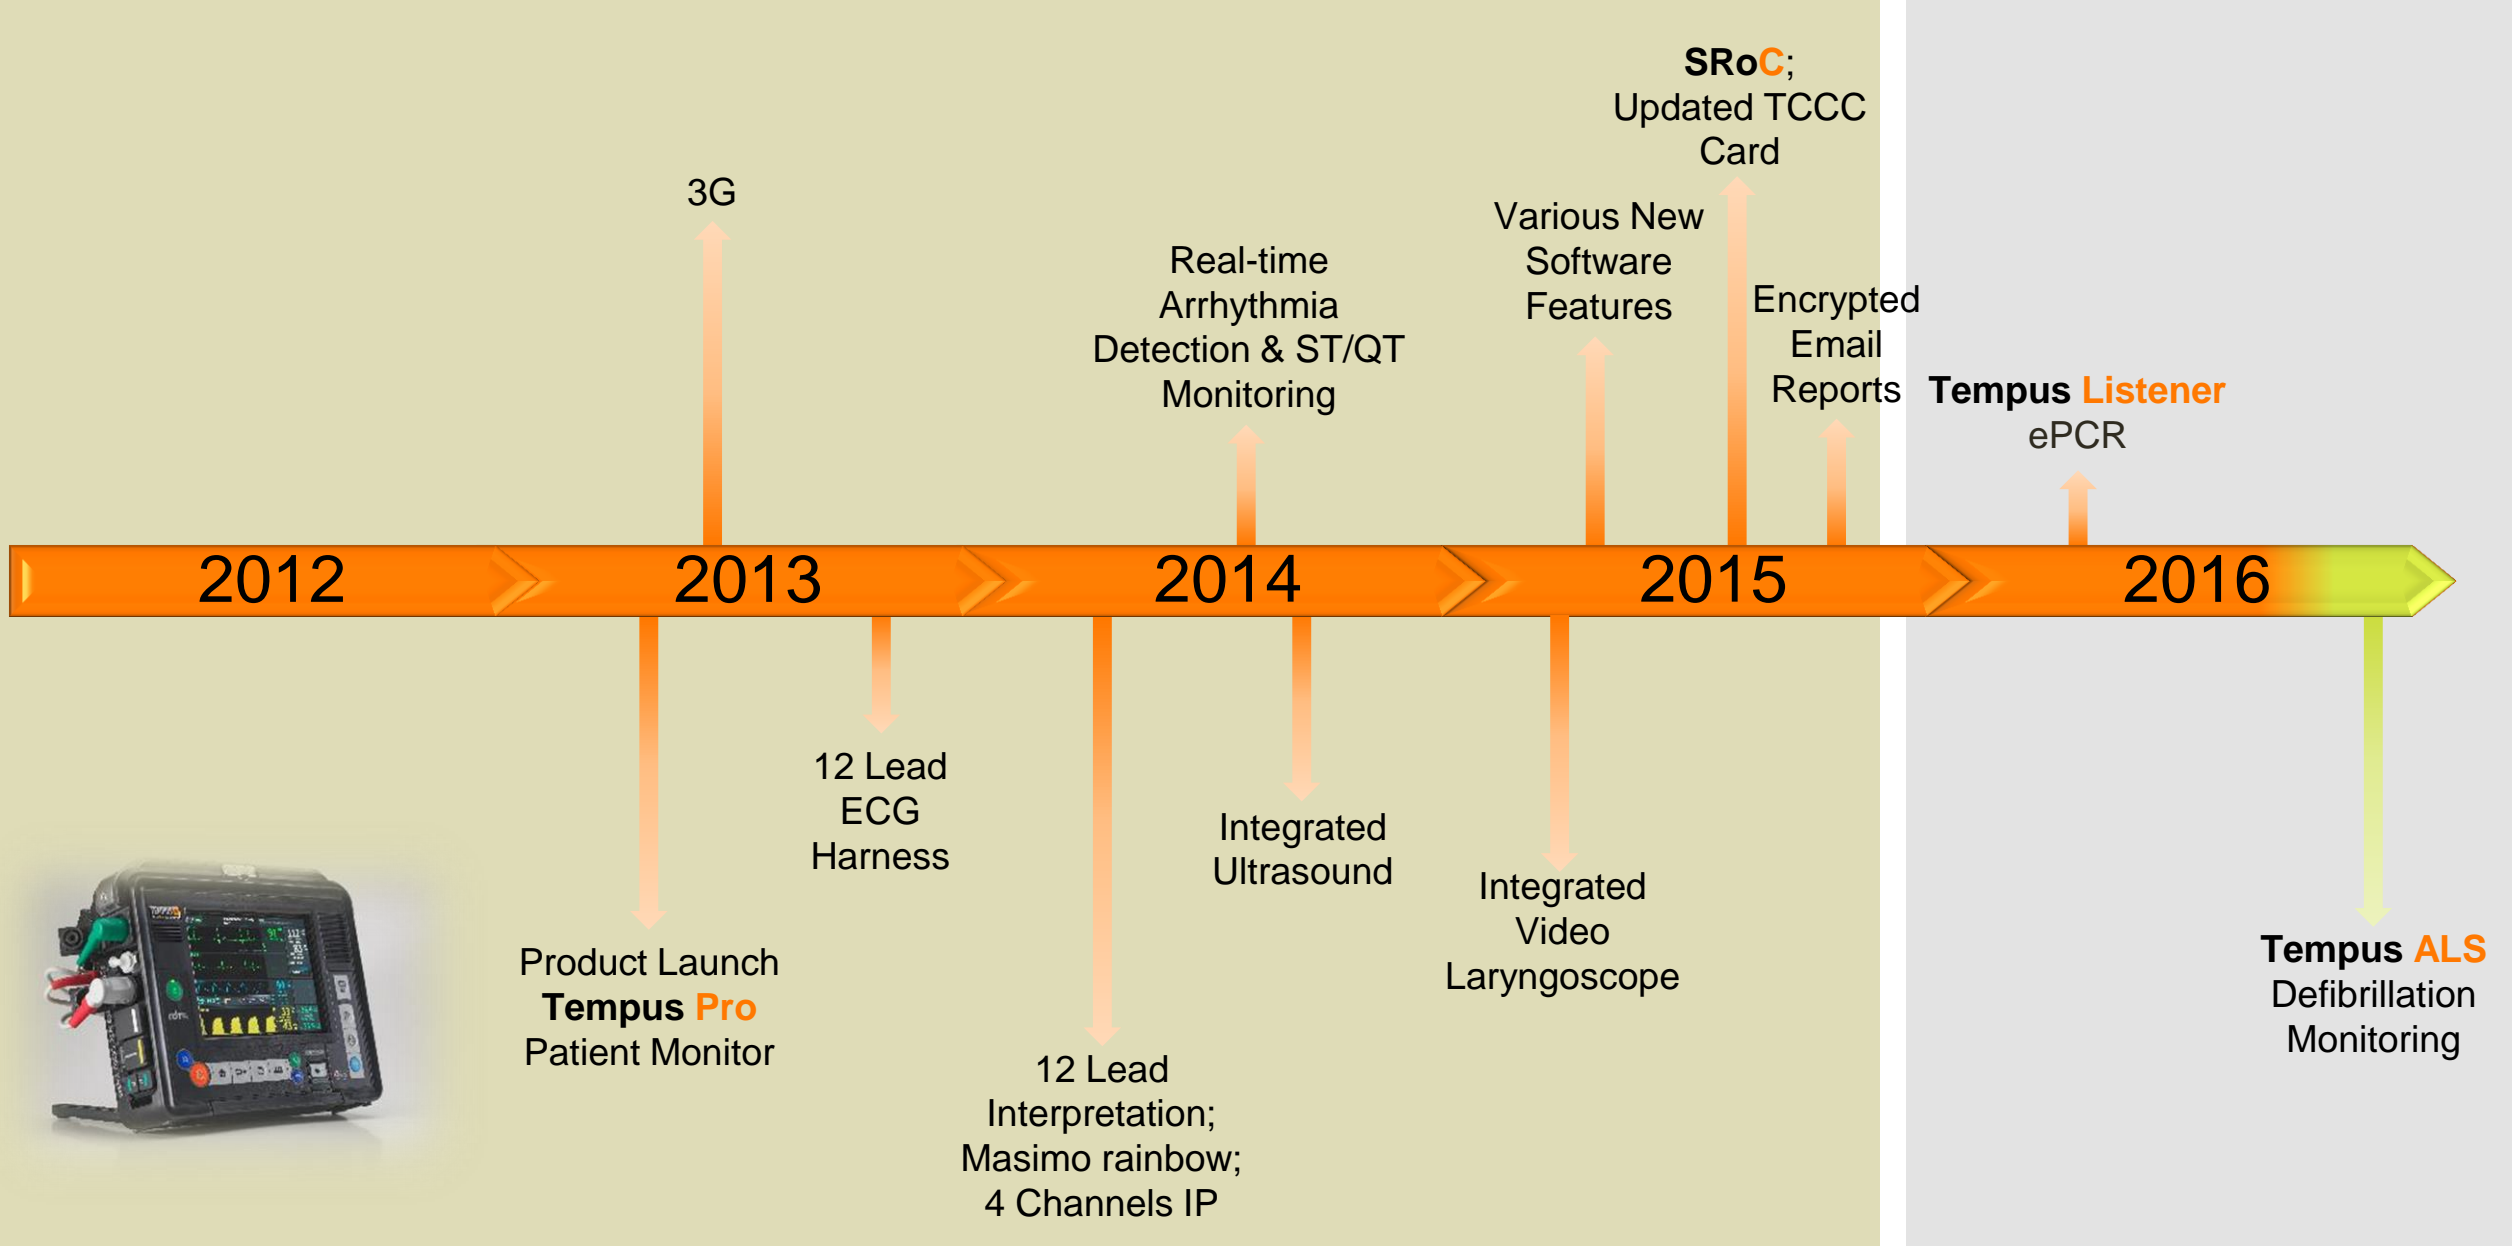 SRoC;
Updated TCCC
Card
3G
Various New
Software
Features
Real-time
Arrhythmia
Detection & ST/QT
Monitoring
Encrypted
Email
Reports
Tempus Listener
ePCR
2012
2013
2014
2015
2016
12 Lead
ECG
Harness
Integrated
Ultrasound
Integrated
Video
Laryngoscope
Product Launch
Tempus Pro
Patient Monitor
Tempus ALS
Defibrillation
Monitoring
12 Lead
Interpretation;
Masimo rainbow;
4 Channels IP